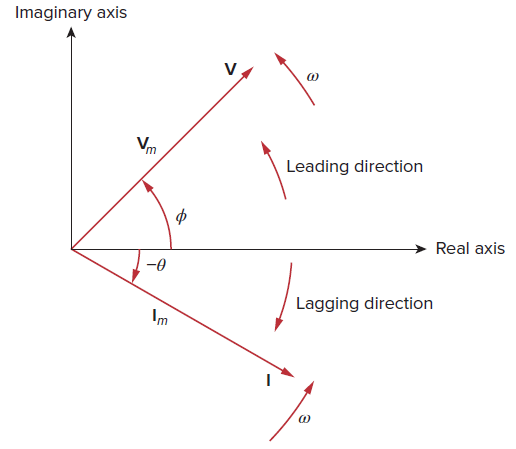 Imaginary axis
V
ω
Vm
Leading direction
ϕ
Real axis
−θ
Lagging direction
Im
I
ω